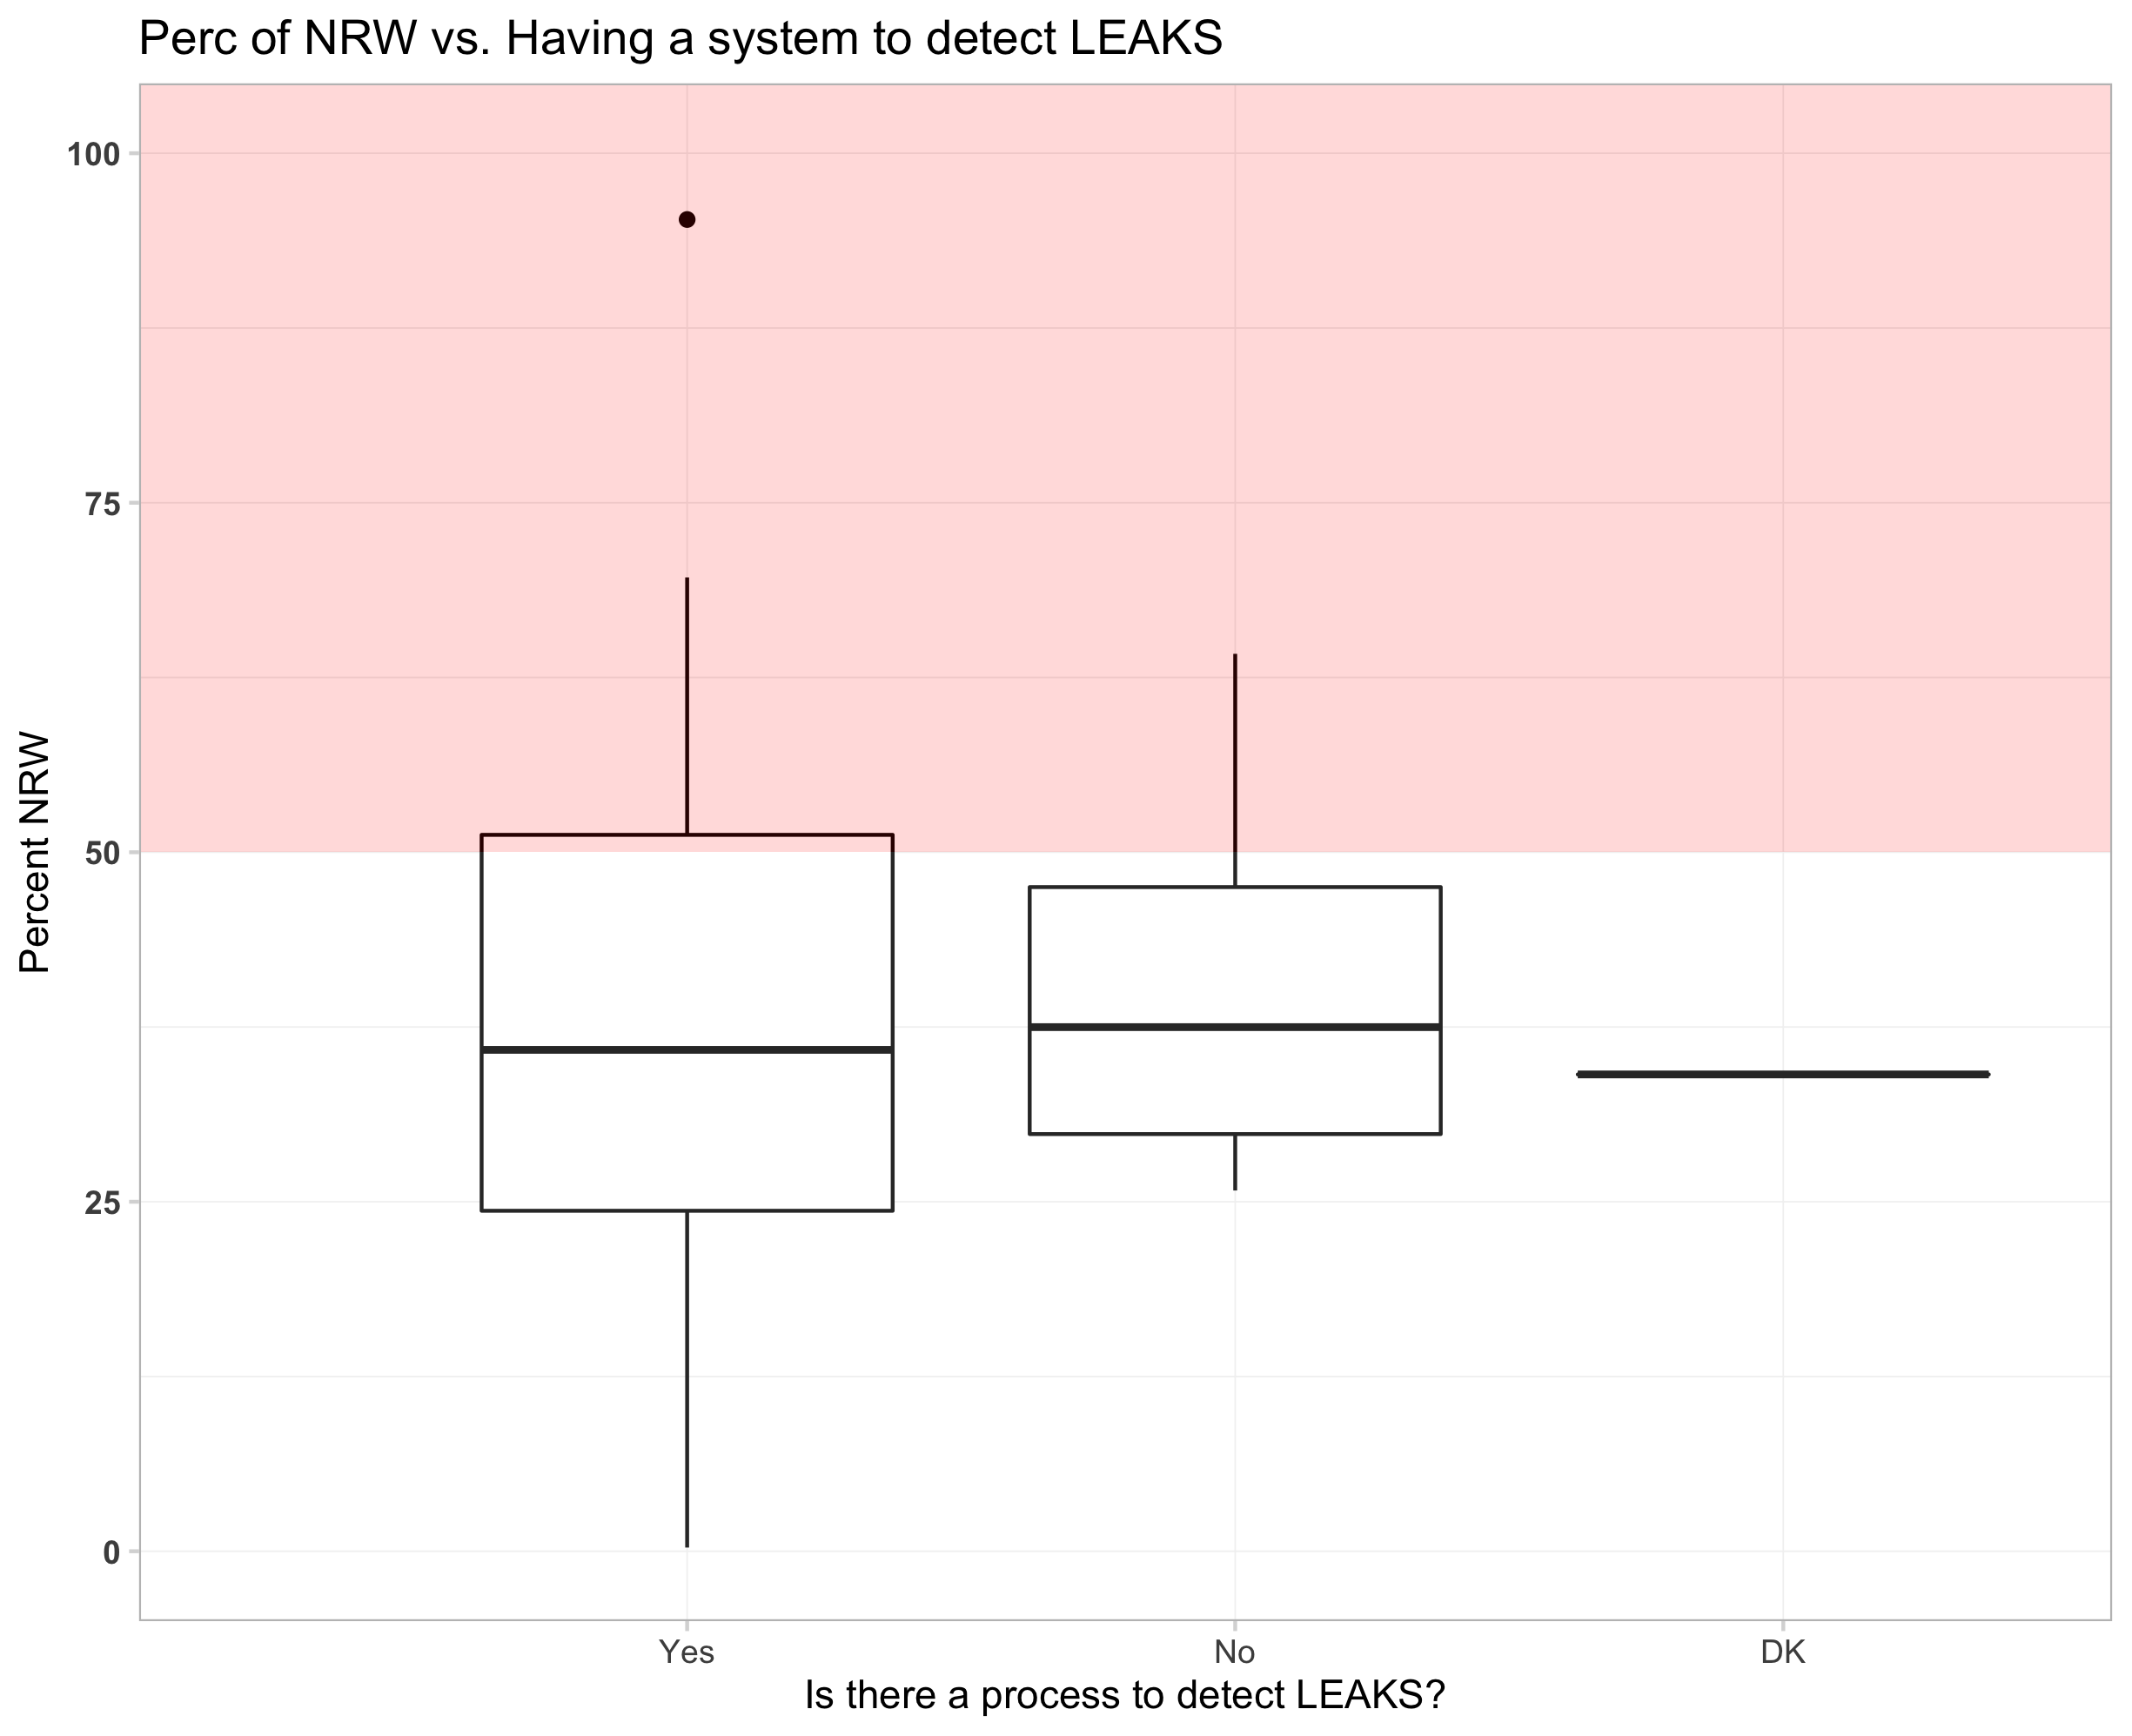 Perc of NRW vs. Having a system to detect LEAKS
100
75
50
25
0
Percent NRW
Yes No DK
Is there a process to detect LEAKS?